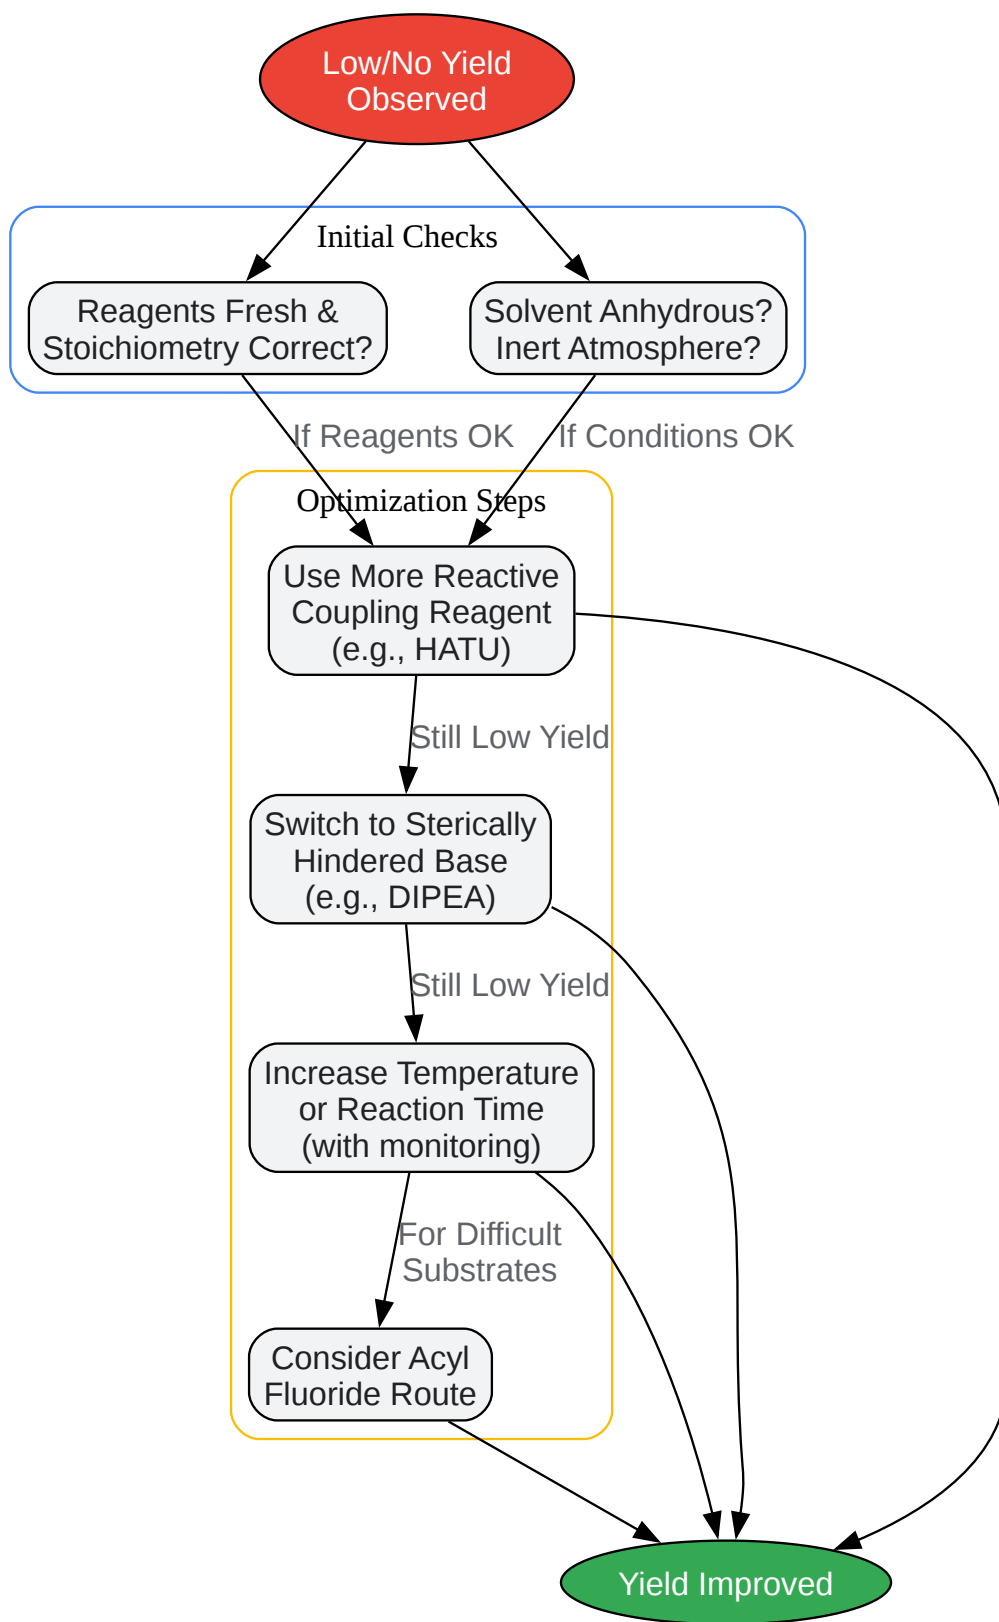 Low/No Yield
Observed
Initial Checks
Reagents Fresh &
Stoichiometry Correct?
Solvent Anhydrous?
Inert Atmosphere?
If Reagents OK
If Conditions OK
Optimization Steps
Use More Reactive
Coupling Reagent
(e.g., HATU)
Still Low Yield
Switch to Sterically
Hindered Base
(e.g., DIPEA)
Still Low Yield
Increase Temperature
or Reaction Time
(with monitoring)
For Difficult
Substrates
Consider Acyl
Fluoride Route
Yield Improved